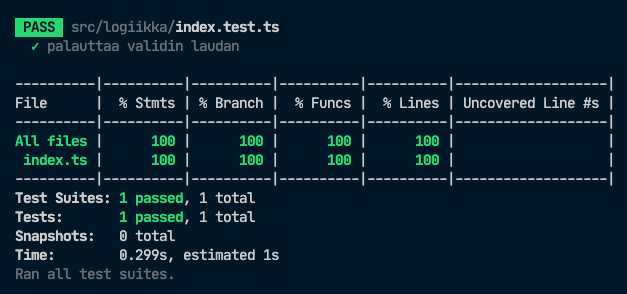 PASS src/logiikka/index.test.ts
✓ palauttaa validin laudan
----------|----------|----------|----------|----------|-------------------|
File      |  % Stmts | % Branch |  % Funcs |  % Lines | Uncovered Line #s |
----------|----------|----------|----------|----------|-------------------|
All files |      100 |      100 |      100 |      100 |                   |
 index.ts |      100 |      100 |      100 |      100 |                   |
----------|----------|----------|----------|----------|-------------------|
Test Suites: 1 passed, 1 total
Tests:       1 passed, 1 total
Snapshots:   0 total
Time:        0.299s, estimated 1s
Ran all test suites.